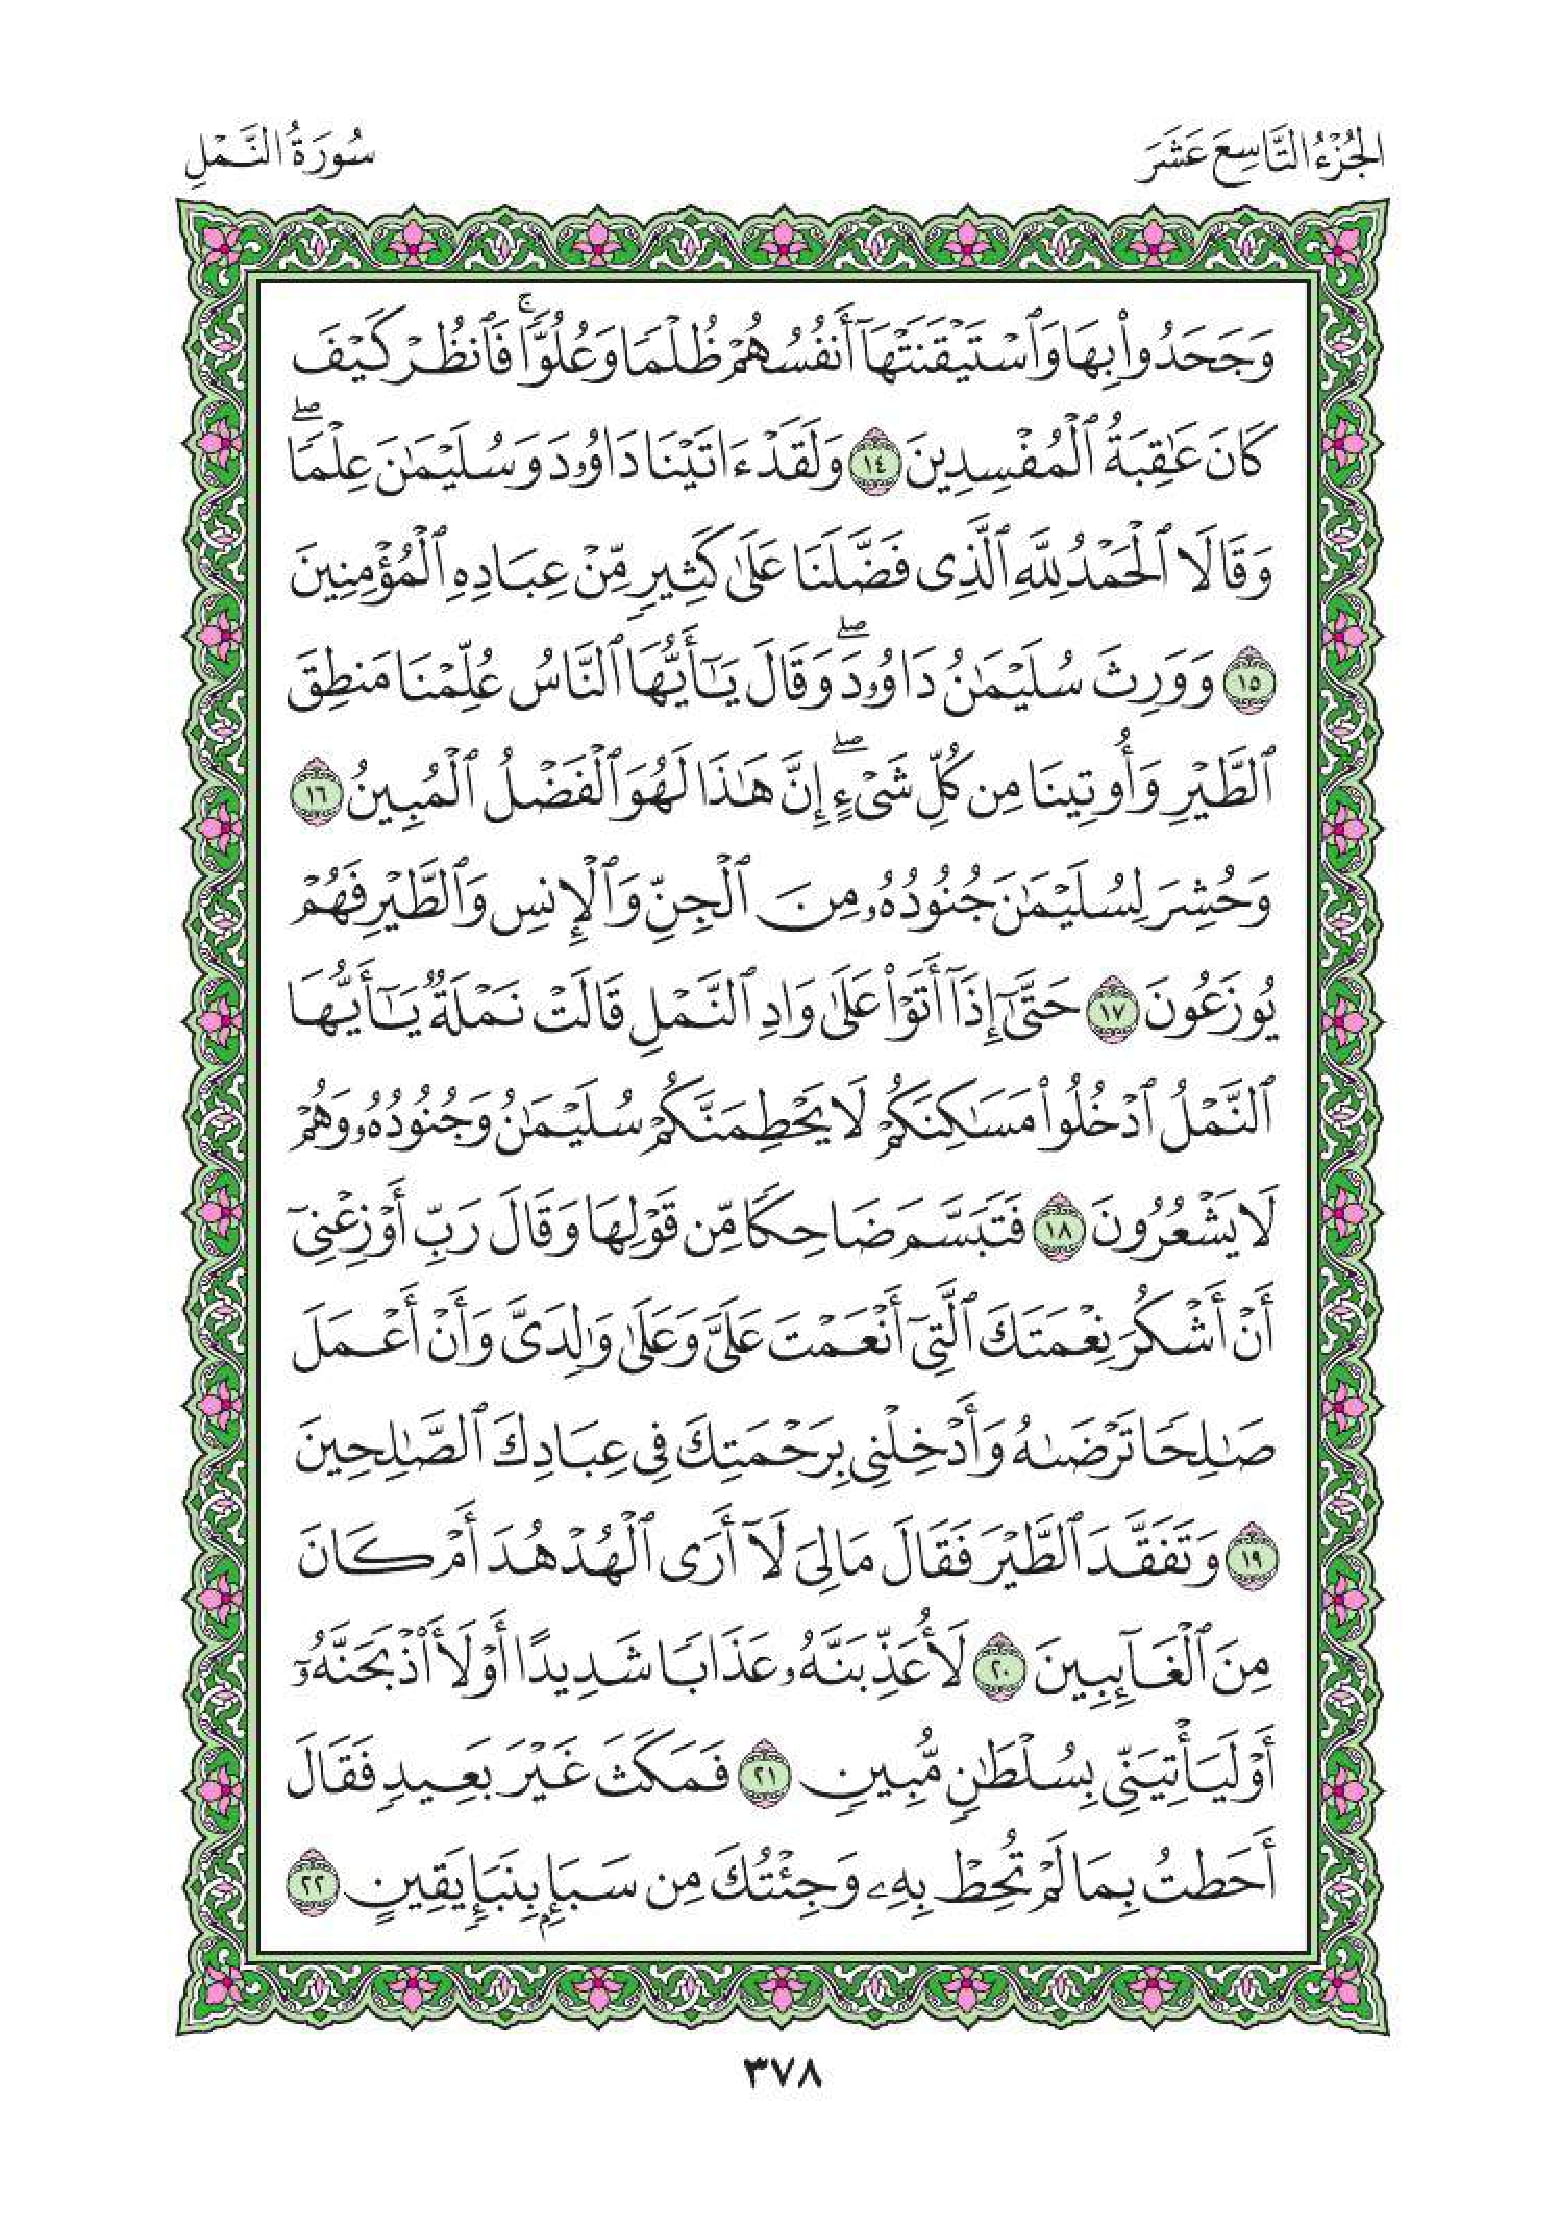 الجُزْءُ التَّاسِعَ عَشَرَ
سُورَةُ النَّمْلِ
وَجَحَدُوا۟ بِهَا وَٱسْتَيْقَنَتْهَآ أَنفُسُهُمْ ظُلْمًا وَعُلُوًّا ۚ فَٱنظُرْ كَيْفَ
كَانَ عَٰقِبَةُ ٱلْمُفْسِدِينَ ١٤ وَلَقَدْ ءَاتَيْنَا دَاوُۥدَ وَسُلَيْمَٰنَ عِلْمًا ۖ
وَقَالَا ٱلْحَمْدُ لِلَّهِ ٱلَّذِى فَضَّلَنَا عَلَىٰ كَثِيرٍ مِّنْ عِبَادِهِ ٱلْمُؤْمِنِينَ
١٥ وَوَرِثَ سُلَيْمَٰنُ دَاوُۥدَ ۖ وَقَالَ يَٰٓأَيُّهَا ٱلنَّاسُ عُلِّمْنَا مَنطِقَ
ٱلطَّيْرِ وَأُوتِينَا مِن كُلِّ شَىْءٍ ۖ إِنَّ هَٰذَا لَهُوَ ٱلْفَضْلُ ٱلْمُبِينُ ١٦
وَحُشِرَ لِسُلَيْمَٰنَ جُنُودُهُۥ مِنَ ٱلْجِنِّ وَٱلْإِنسِ وَٱلطَّيْرِ فَهُمْ
يُوزَعُونَ ١٧ حَتَّىٰٓ إِذَآ أَتَوْا۟ عَلَىٰ وَادِ ٱلنَّمْلِ قَالَتْ نَمْلَةٌ يَٰٓأَيُّهَا
ٱلنَّمْلُ ٱدْخُلُوا۟ مَسَٰكِنَكُمْ لَا يَحْطِمَنَّكُمْ سُلَيْمَٰنُ وَجُنُودُهُۥ وَهُمْ
لَا يَشْعُرُونَ ١٨ فَتَبَسَّمَ ضَاحِكًا مِّن قَوْلِهَا وَقَالَ رَبِّ أَوْزِعْنِىٓ
أَنْ أَشْكُرَ نِعْمَتَكَ ٱلَّتِىٓ أَنْعَمْتَ عَلَىَّ وَعَلَىٰ وَٰلِدَىَّ وَأَنْ أَعْمَلَ
صَٰلِحًا تَرْضَىٰهُ وَأَدْخِلْنِى بِرَحْمَتِكَ فِى عِبَادِكَ ٱلصَّٰلِحِينَ
١٩ وَتَفَقَّدَ ٱلطَّيْرَ فَقَالَ مَالِىَ لَآ أَرَى ٱلْهُدْهُدَ أَمْ كَانَ
مِنَ ٱلْغَآئِبِينَ ٢٠ لَأُعَذِّبَنَّهُۥ عَذَابًا شَدِيدًا أَوْ لَأَا۟ذْبَحَنَّهُۥٓ
أَوْ لَيَأْتِيَنِّى بِسُلْطَٰنٍ مُّبِينٍ ٢١ فَمَكَثَ غَيْرَ بَعِيدٍ فَقَالَ
أَحَطتُ بِمَا لَمْ تُحِطْ بِهِۦ وَجِئْتُكَ مِن سَبَإٍۭ بِنَبَإٍ يَقِينٍ ٢٢
٣٧٨